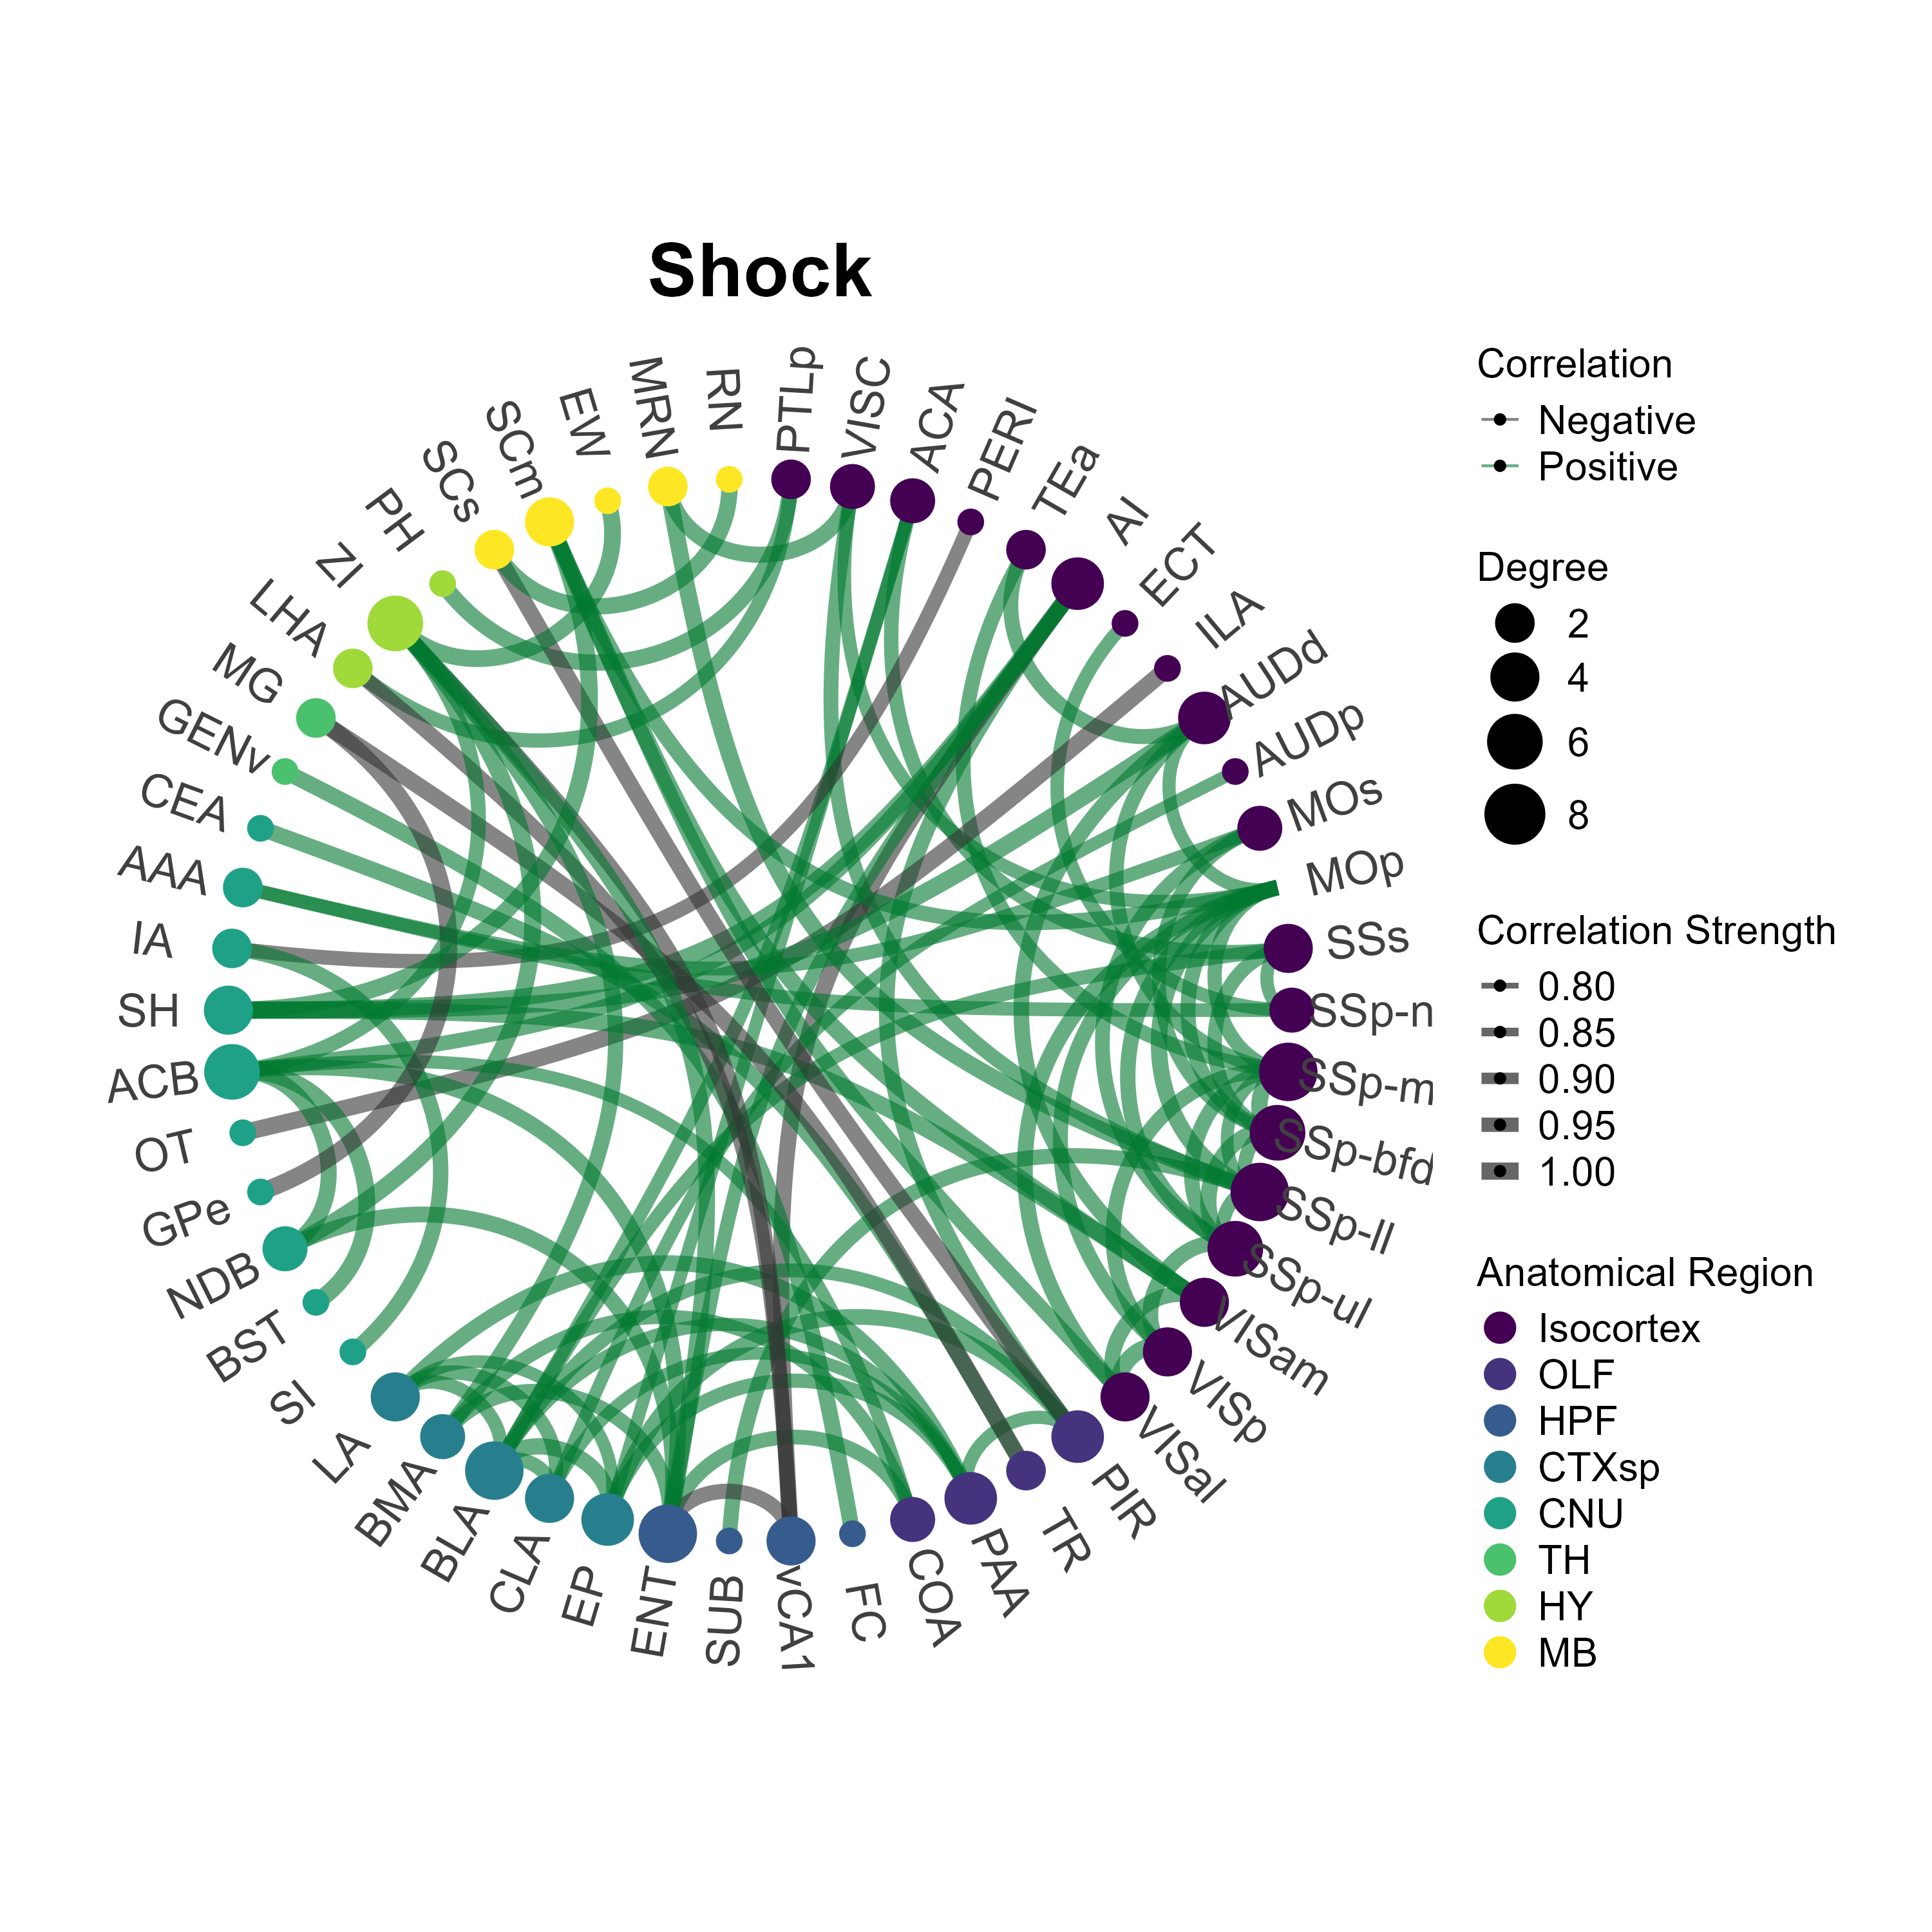 Shock
PTLp
VISC
ACA
PERI
TEa
AI
ECT
ILA
AUDd
AUDp
MOs
MOp
SSs
SSp-n
SSp-m
SSp-bfd
SSp-ll
SSp-ul
VISam
VISp
VISal
PIR
TR
PAA
COA
FC
vCA1
SUB
ENT
EP
CLA
BLA
BMA
LA
SI
BST
NDB
GPe
OT
ACB
SH
IA
AAA
CEA
GENv
MG
LHA
ZI
PH
SCs
SCm
EW
MRN
RN
Correlation
Negative
Positive
Degree
2
4
6
8
Correlation Strength
0.80
0.85
0.90
0.95
1.00
Anatomical Region
Isocortex
OLF
HPF
CTXsp
CNU
TH
HY
MB